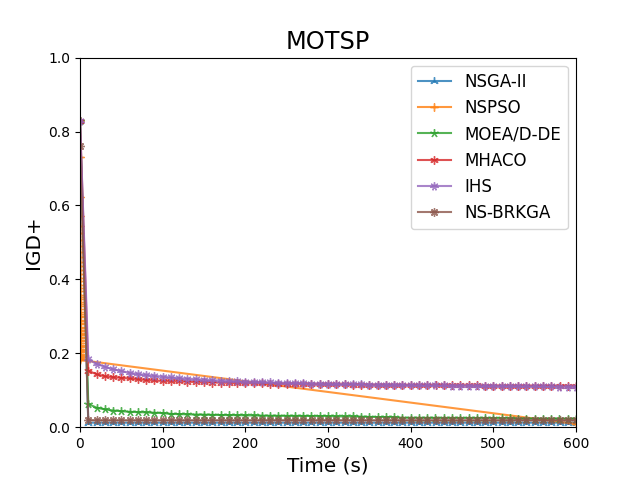 MOTSP
IGD+
1.0
0.8
0.6
0.4
0.2
0.0
0 100 200 300 400 500 600
Time (s)
NSGA-II
NSPSO
MOEA/D-DE
MHACO
IHS
NS-BRKGA